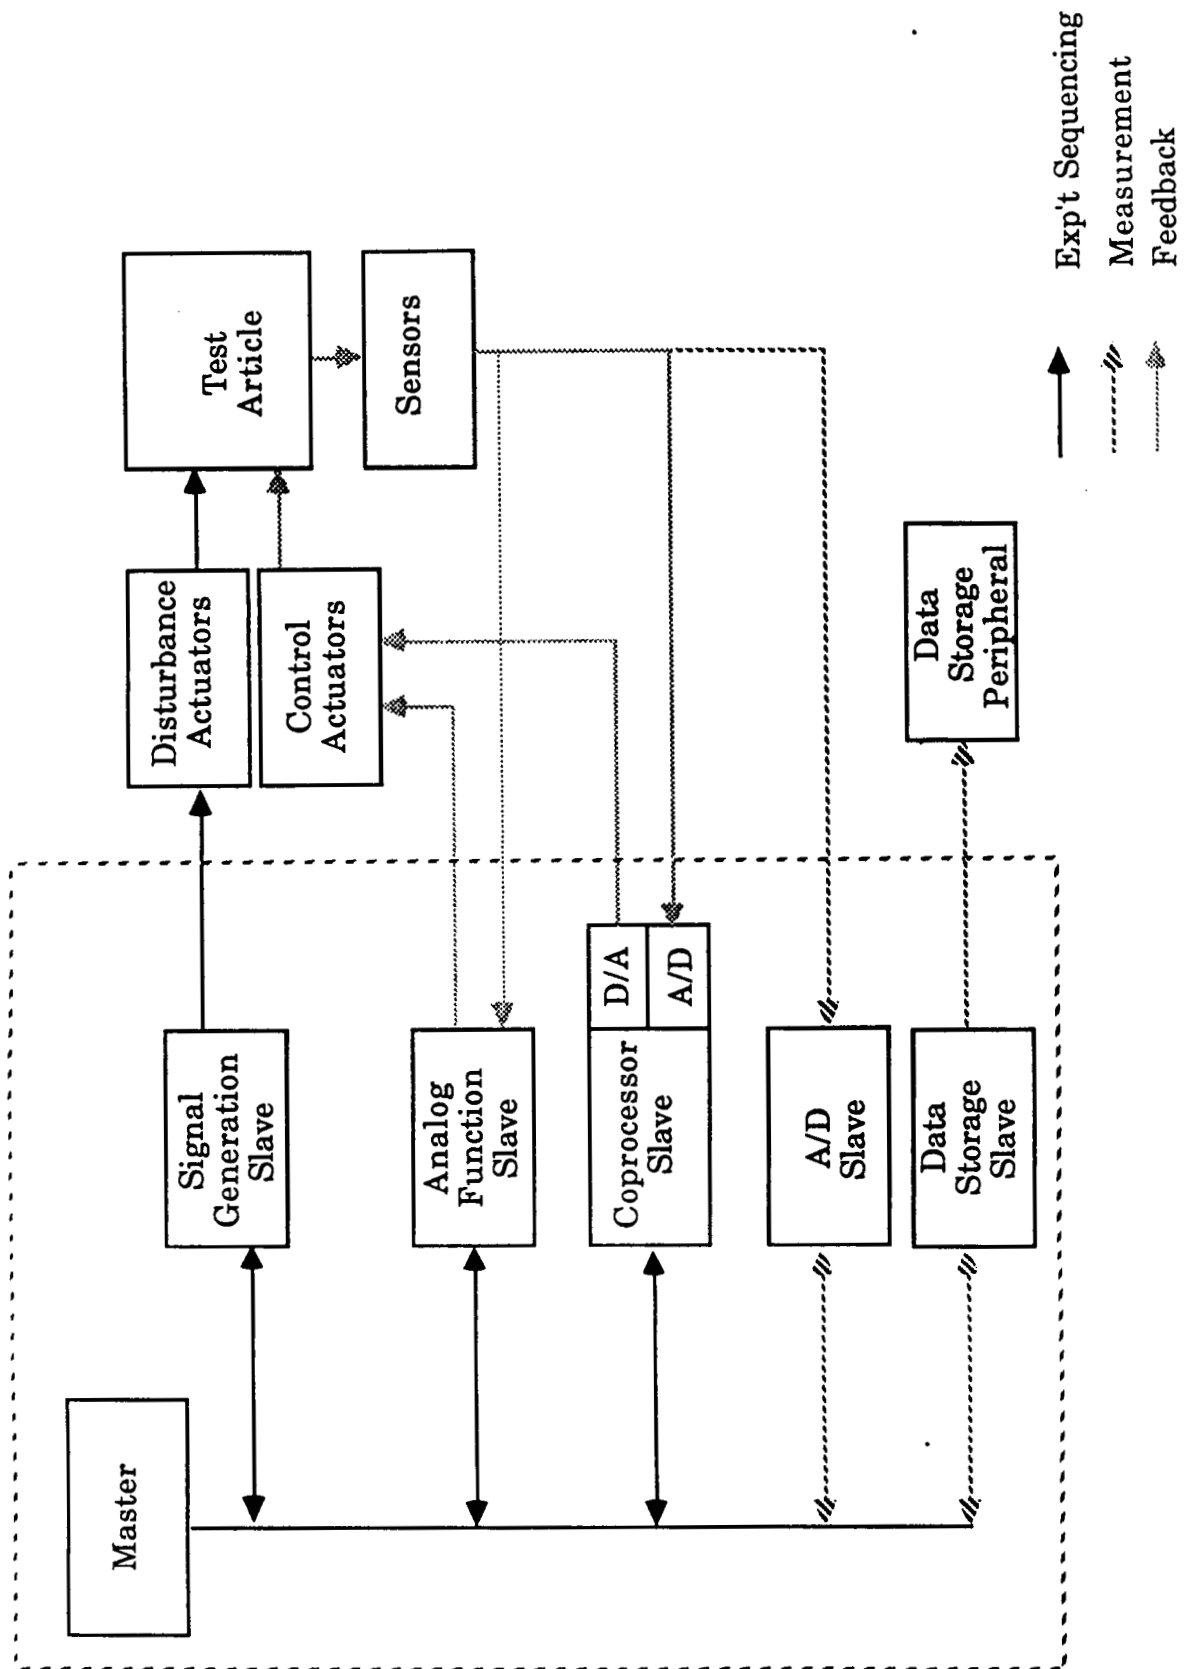 Master
Signal
Generation
Slave
Analog
Function
Slave
Coprocessor
Slave
D/A
A/D
A/D
Slave
Data
Storage
Slave
Disturbance
Actuators
Control
Actuators
Test
Article
Sensors
Data
Storage
Peripheral
Exp't Sequencing
Measurement
Feedback